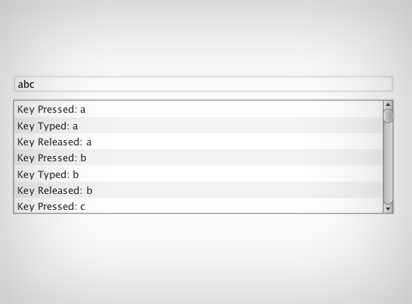 abc
Key Pressed: a
Key Typed: a
Key Released: a
Key Pressed: b
Key Typed: b
Key Released: b
Key Pressed: c